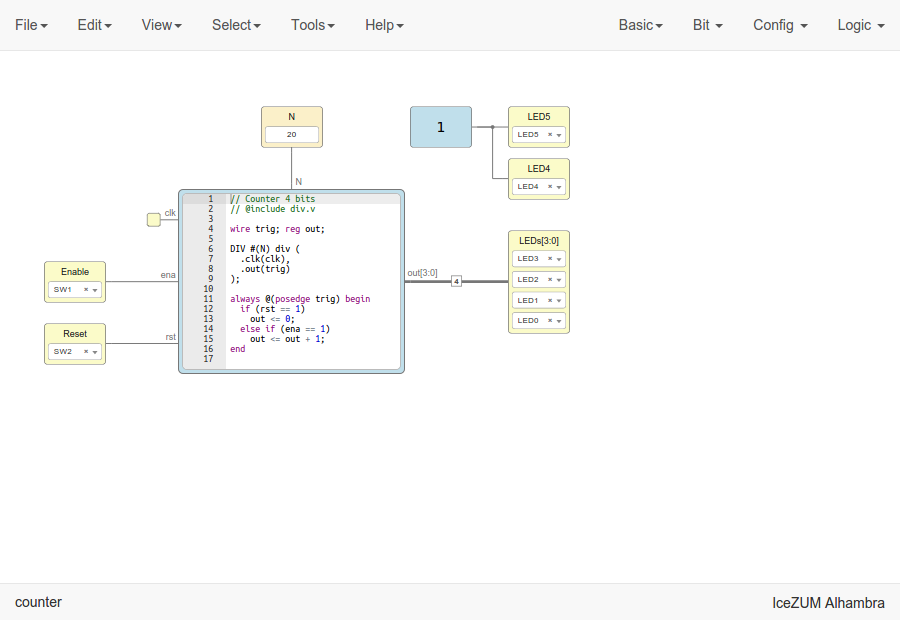 File Edit View Select Tools Help Basic Bit Config Logic
N
20
N
1
LED5
LED5 ×
LED4
LED4 ×
clk
Enable
SW1 ×
ena
Reset
SW2 ×
rst
1 // Counter 4 bits
2 // @include div.v
3
4 wire trig; reg out;
5
6 DIV #(N) div (
7 .clk(clk),
8 .out(trig)
9 );
10
11 always @(posedge trig) begin
12 if (rst == 1)
13 out <= 0;
14 else if (ena == 1)
15 out <= out + 1;
16 end
17
out[3:0]
4
LEDs[3:0]
LED3 ×
LED2 ×
LED1 ×
LED0 ×
counter
IceZUM Alhambra